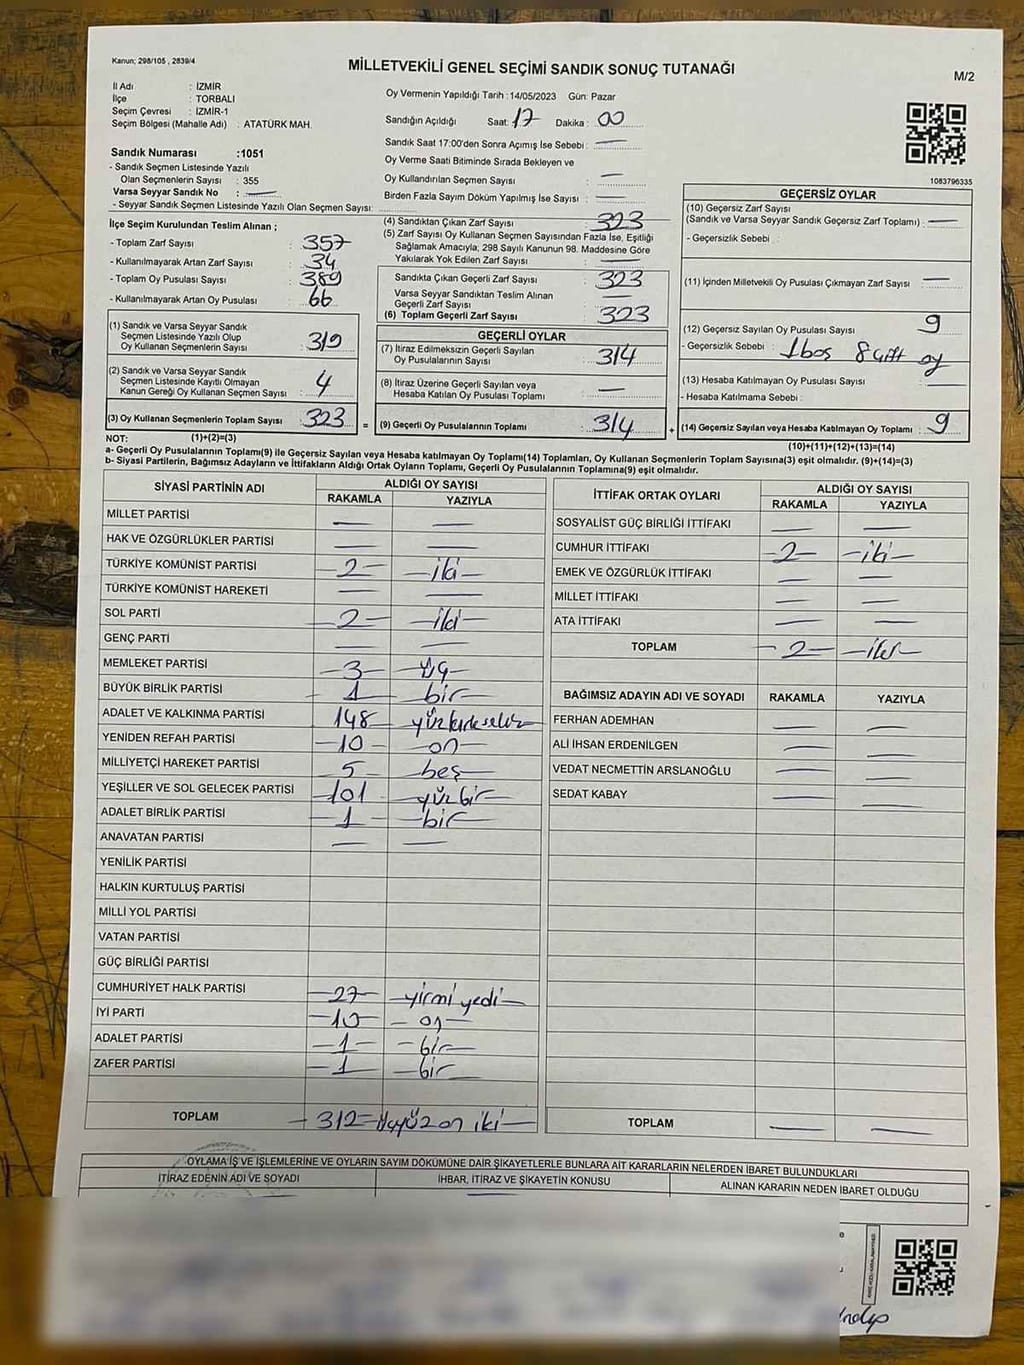 Kanun; 298/105 , 2839/4
MİLLETVEKİLİ GENEL SEÇİMİ SANDIK SONUÇ TUTANAĞI
M/2
İl Adı : İZMİR
İlçe : TORBALI
Seçim Çevresi : İZMİR-1
Seçim Bölgesi (Mahalle Adı) : ATATÜRK MAH.
Sandık Numarası :1051
- Sandık Seçmen Listesinde Yazılı
Olan Seçmenlerin Sayısı : 355
Varsa Seyyar Sandık No : —
- Seyyar Sandık Seçmen Listesinde Yazılı Olan Seçmen Sayısı:
Oy Vermenin Yapıldığı Tarih :14/05/2023 Gün: Pazar
Sandığın Açıldığı Saat: 17 Dakika : 00
Sandık Saat 17:00'den Sonra Açımış İse Sebebi : —
Oy Verme Saati Bitiminde Sırada Bekleyen ve
Oy Kullandırılan Seçmen Sayısı : —
Birden Fazla Sayım Döküm Yapılmış İse Sayısı : —
1083796335
İlçe Seçim Kurulundan Teslim Alınan ;
- Toplam Zarf Sayısı : 357
- Kullanılmayarak Artan Zarf Sayısı : 34
- Toplam Oy Pusulası Sayısı : 389
- Kullanılmayarak Artan Oy Pusulası : 66
(4) Sandıktan Çıkan Zarf Sayısı : 323
(5) Zarf Sayısı Oy Kullanan Seçmen Sayısından Fazla İse, Eşitliği
Sağlamak Amacıyla, 298 Sayılı Kanunun 98. Maddesine Göre
Yakılarak Yok Edilen Zarf Sayısı : —
Sandıkta Çıkan Geçerli Zarf Sayısı : 323
Varsa Seyyar Sandıktan Teslim Alınan
Geçerli Zarf Sayısı : —
(6) Toplam Geçerli Zarf Sayısı : 323
GEÇERSİZ OYLAR
(10) Geçersiz Zarf Sayısı
(Sandık ve Varsa Seyyar Sandık Geçersiz Zarf Toplamı) : —
- Geçersizlik Sebebi :
(11) İçinden Milletvekili Oy Pusulası Çıkmayan Zarf Sayısı : —
(12) Geçersiz Sayılan Oy Pusulası Sayısı : 9
- Geçersizlik Sebebi : 1 boş 8 çift oy
(13) Hesaba Katılmayan Oy Pusulası Sayısı : —
- Hesaba Katılmama Sebebi :
(1) Sandık ve Varsa Seyyar Sandık
Seçmen Listesinde Yazılı Olup
Oy Kullanan Seçmenlerin Sayısı : 319
(2) Sandık ve Varsa Seyyar Sandık
Seçmen Listesinde Kayıtlı Olmayan
Kanun Gereği Oy Kullanan Seçmen Sayısı : 4
GEÇERLİ OYLAR
(7) İtiraz Edilmeksizin Geçerli Sayılan
Oy Pusulalarının Sayısı : 314
(8) İtiraz Üzerine Geçerli Sayılan veya
Hesaba Katılan Oy Pusulası Toplamı : —
(3) Oy Kullanan Seçmenlerin Toplam Sayısı : 323 = (9) Geçerli Oy Pusulalarının Toplamı : 314 + (14) Geçersiz Sayılan veya Hesaba Katılmayan Oy Toplamı : 9
NOT: (1)+(2)=(3) (10)+(11)+(12)+(13)=(14)
a- Geçerli Oy Pusulalarının Toplamı(9) ile Geçersiz Sayılan veya Hesaba katılmayan Oy Toplamı(14) Toplamları, Oy Kullanan Seçmenlerin Toplam Sayısına(3) eşit olmalıdır. (9)+(14)=(3)
b- Siyasi Partilerin, Bağımsız Adayların ve İttifakların Aldığı Ortak Oyların Toplamı, Geçerli Oy Pusulalarının Toplamına(9) eşit olmalıdır.
SİYASİ PARTİNİN ADI ALDIĞI OY SAYISI
RAKAMLA YAZIYLA
MİLLET PARTİSİ — —
HAK VE ÖZGÜRLÜKLER PARTİSİ — —
TÜRKİYE KOMÜNİST PARTİSİ -2- -iki-
TÜRKİYE KOMÜNİST HAREKETİ — —
SOL PARTİ -2- -iki-
GENÇ PARTİ — —
MEMLEKET PARTİSİ -3- -üç-
BÜYÜK BİRLİK PARTİSİ -1- -bir-
ADALET VE KALKINMA PARTİSİ 148 -yüzkırksekiz
YENİDEN REFAH PARTİSİ -10- -on-
MİLLİYETÇİ HAREKET PARTİSİ -5- -beş-
YEŞİLLER VE SOL GELECEK PARTİSİ -101- -yüzbir-
ADALET BİRLİK PARTİSİ -1- -bir-
ANAVATAN PARTİSİ — —
YENİLİK PARTİSİ
HALKIN KURTULUŞ PARTİSİ
MİLLİ YOL PARTİSİ
VATAN PARTİSİ
GÜÇ BİRLİĞİ PARTİSİ
CUMHURİYET HALK PARTİSİ -27- -yirmi yedi-
İYİ PARTİ -10- -on-
ADALET PARTİSİ -1- -bir-
ZAFER PARTİSİ -1- -bir-
TOPLAM -312- üçyüz on iki-
İTTİFAK ORTAK OYLARI ALDIĞI OY SAYISI
RAKAMLA YAZIYLA
SOSYALİST GÜÇ BİRLİĞİ İTTİFAKI — —
CUMHUR İTTİFAKI -2- -iki-
EMEK VE ÖZGÜRLÜK İTTİFAKI — —
MİLLET İTTİFAKI — —
ATA İTTİFAKI — —
TOPLAM -2- -iki-
BAĞIMSIZ ADAYIN ADI VE SOYADI RAKAMLA YAZIYLA
FERHAN ADEMHAN — —
ALİ İHSAN ERDENİLGEN — —
VEDAT NECMETTİN ARSLANOĞLU — —
SEDAT KABAY — —
TOPLAM — —
OYLAMA İŞ VE İŞLEMLERİNE VE OYLARIN SAYIM DÖKÜMÜNE DAİR ŞİKAYETLERLE BUNLARA AİT KARARLARIN NELERDEN İBARET BULUNDUKLARI
İTİRAZ EDENİN ADI VE SOYADI İHBAR, İTİRAZ VE ŞİKAYETİN KONUSU ALINAN KARARIN NEDEN İBARET OLDUĞU